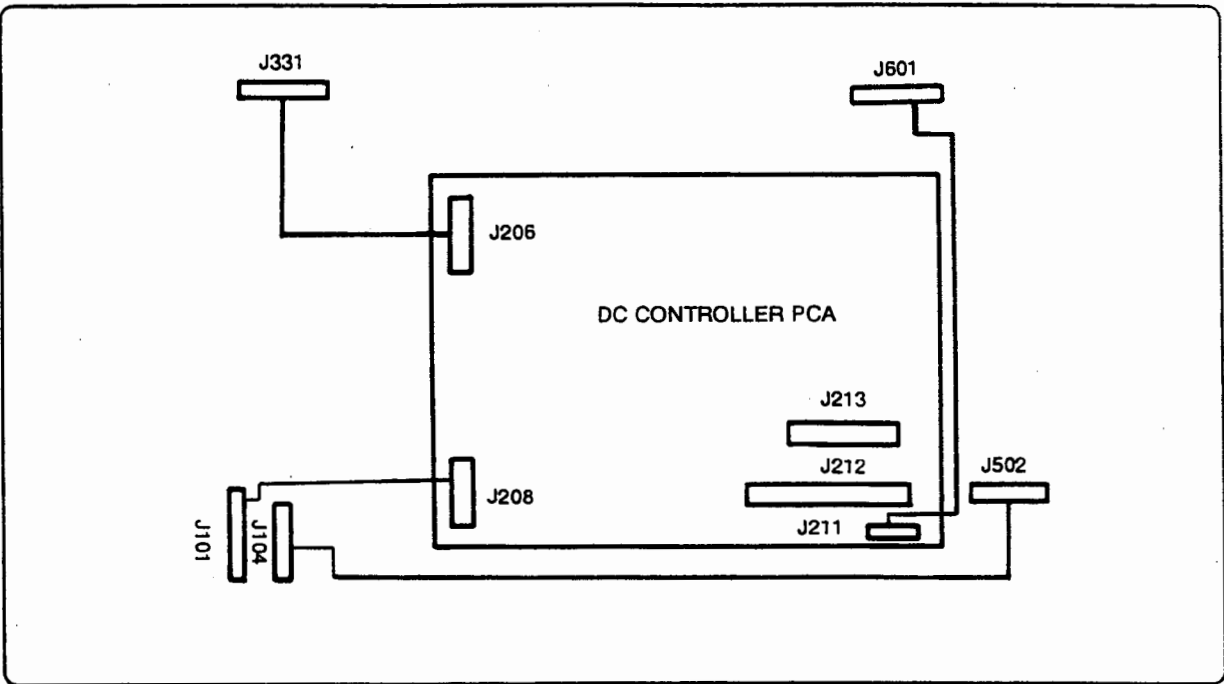 J331
J601
J206
DC CONTROLLER PCA
J213
J212
J502
J208
J211
J101
J104